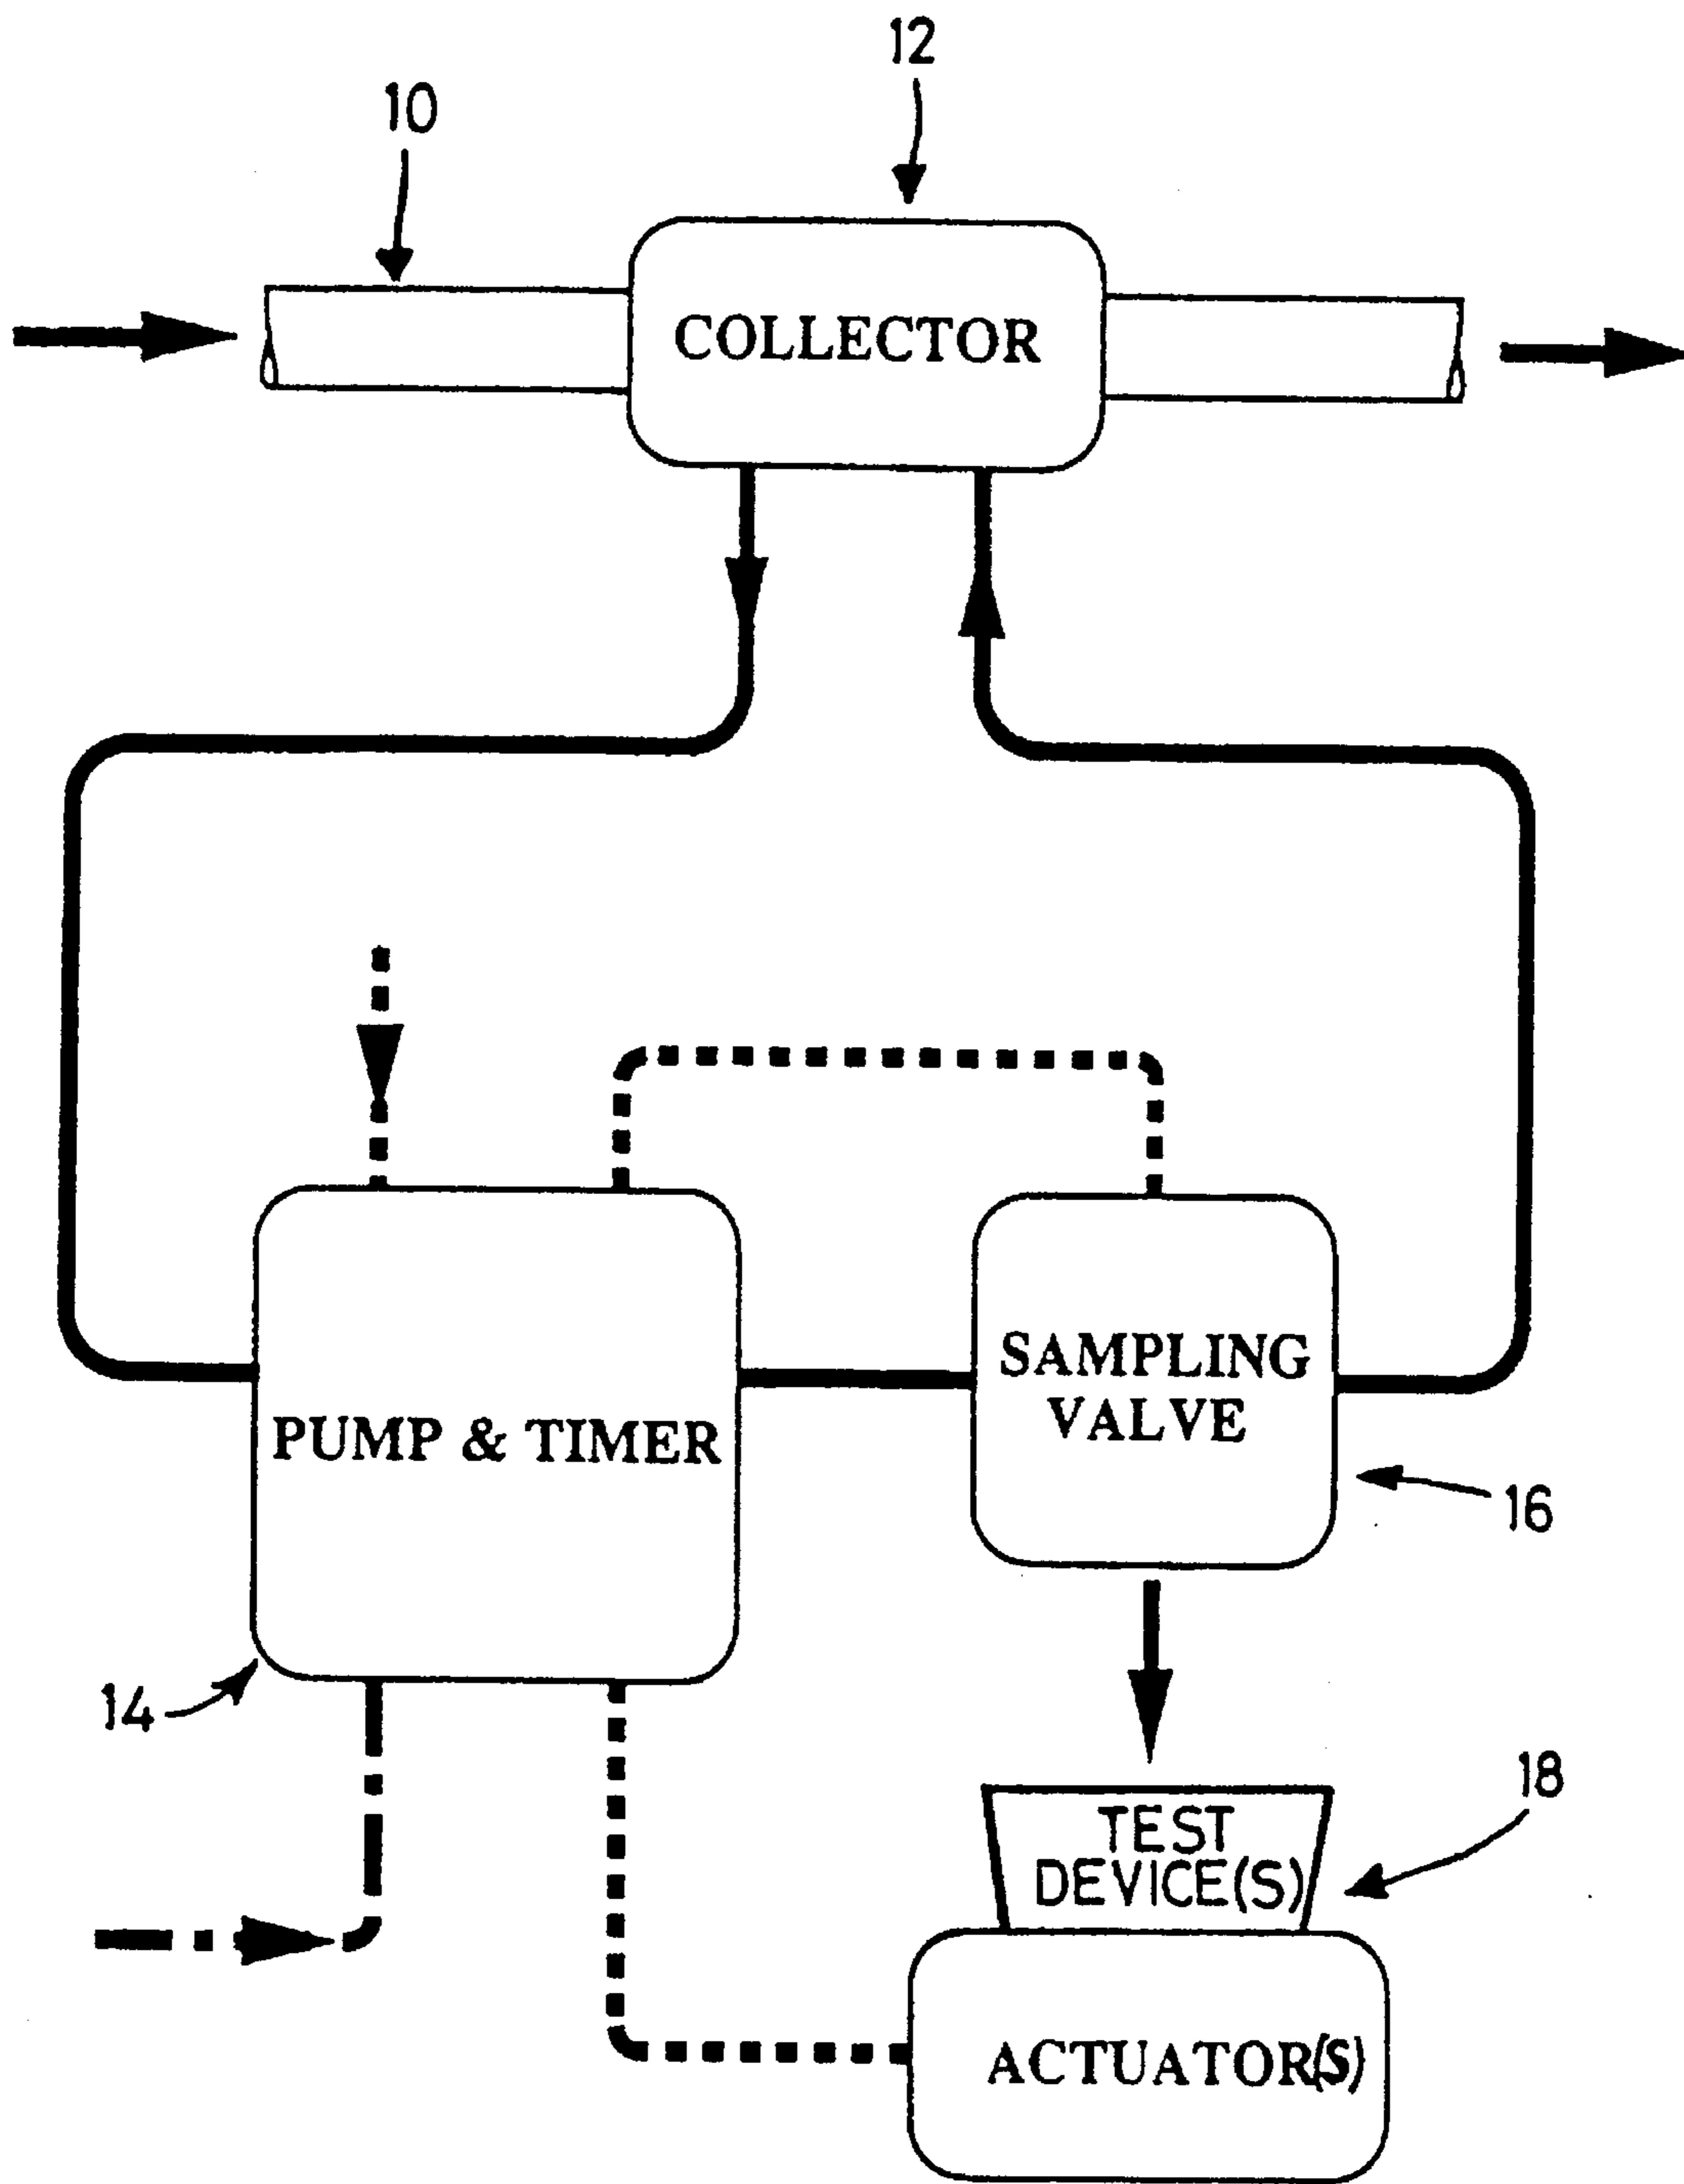 12
10
COLLECTOR
SAMPLING
VALVE
PUMP & TIMER
16
14
18
TEST
DEVICE(S)
ACTUATOR(S)